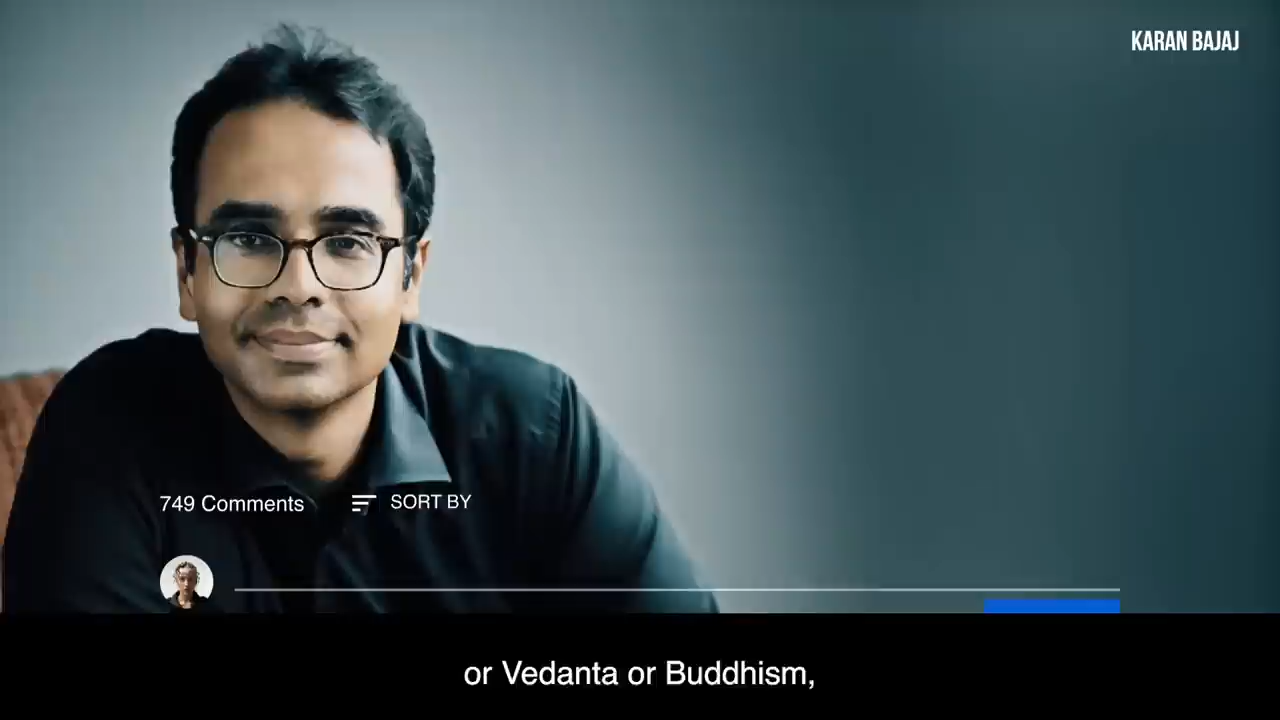 KARAN BAJAJ
749 Comments
SORT BY
or Vedanta or Buddhism,